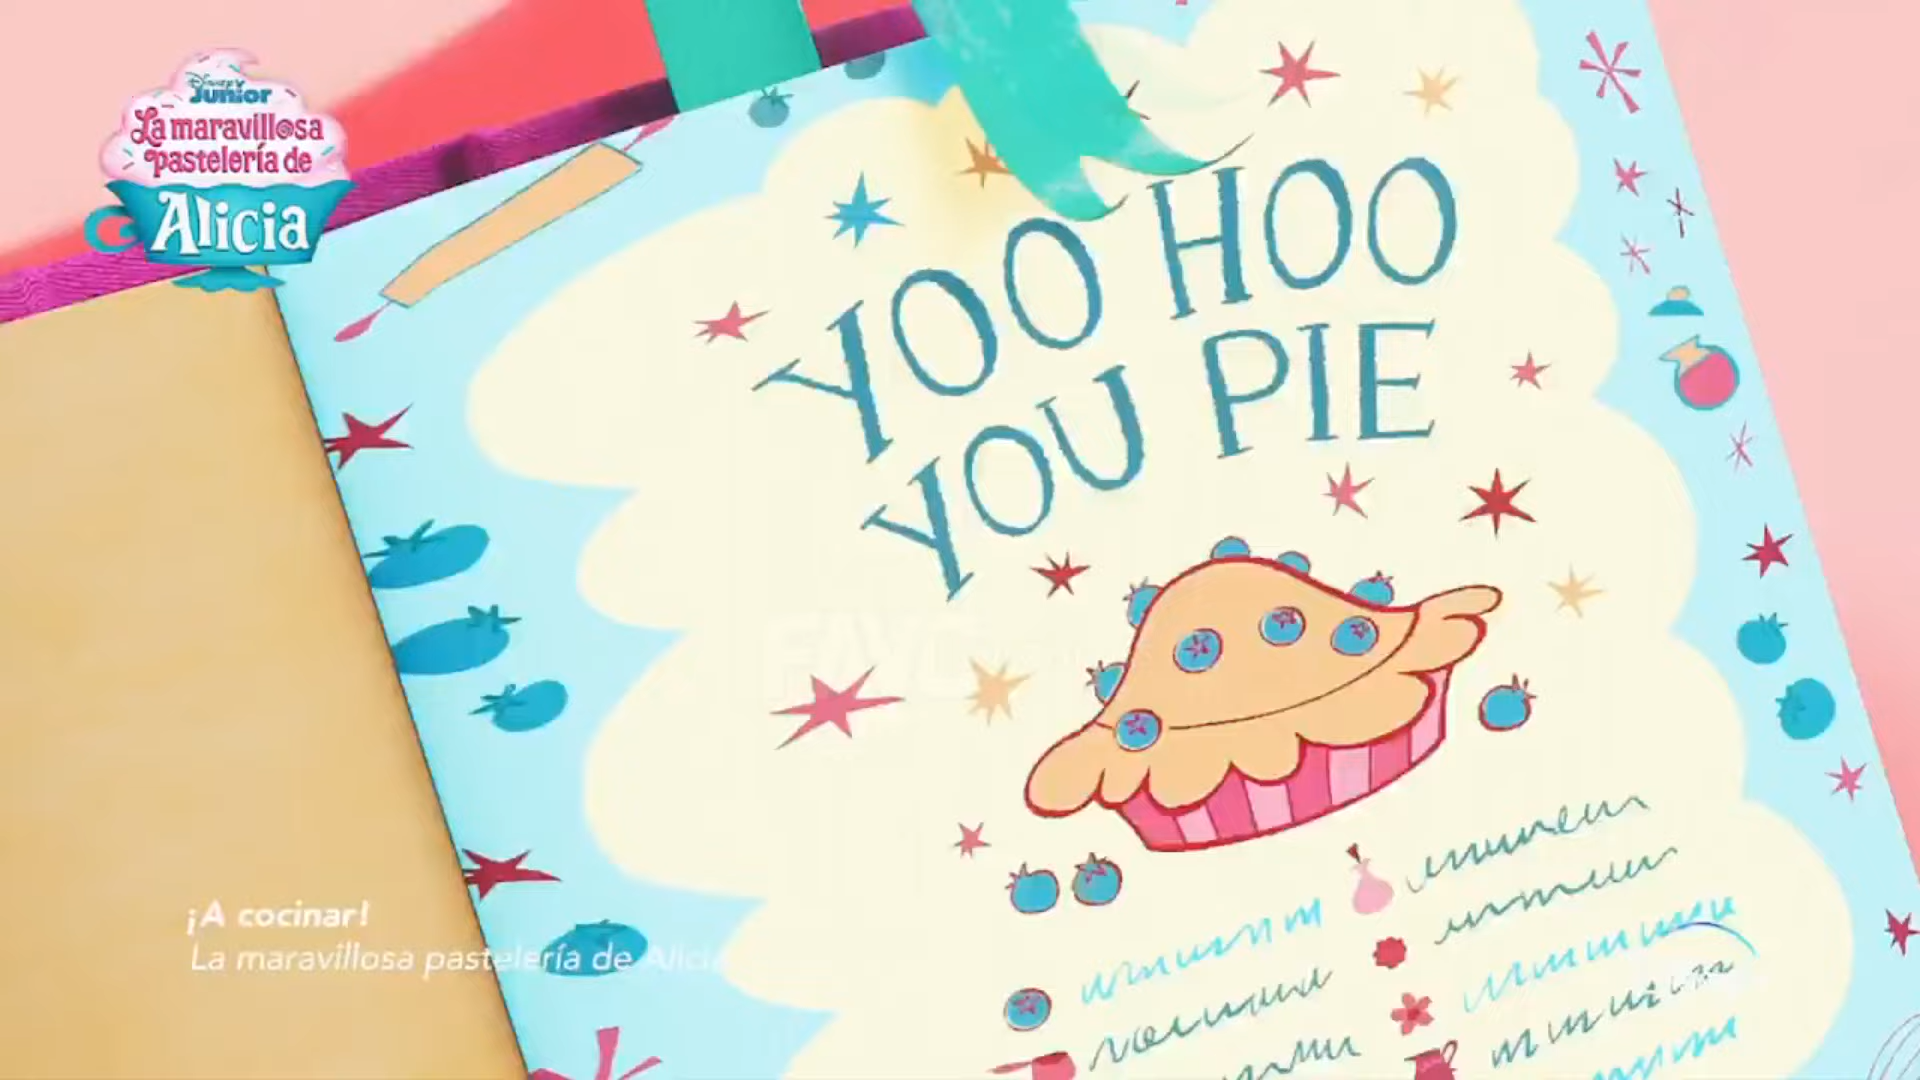 Disney
Junior
La maravillosa
pastelería de
Alicia
YOO HOO
YOU PIE
¡A cocinar!
La maravillosa pastelería de Alicia